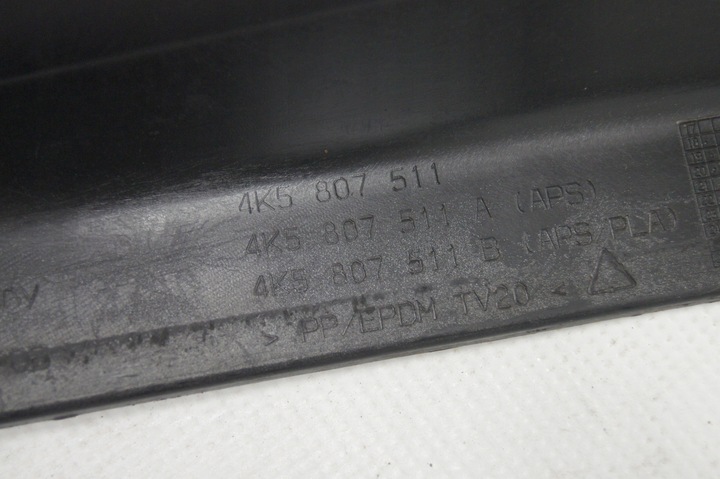 4K5 807 511
4K5 807 511 A (APS)
4K5 807 511 B (APS/PLA)
> PP/EPDM TV20 <